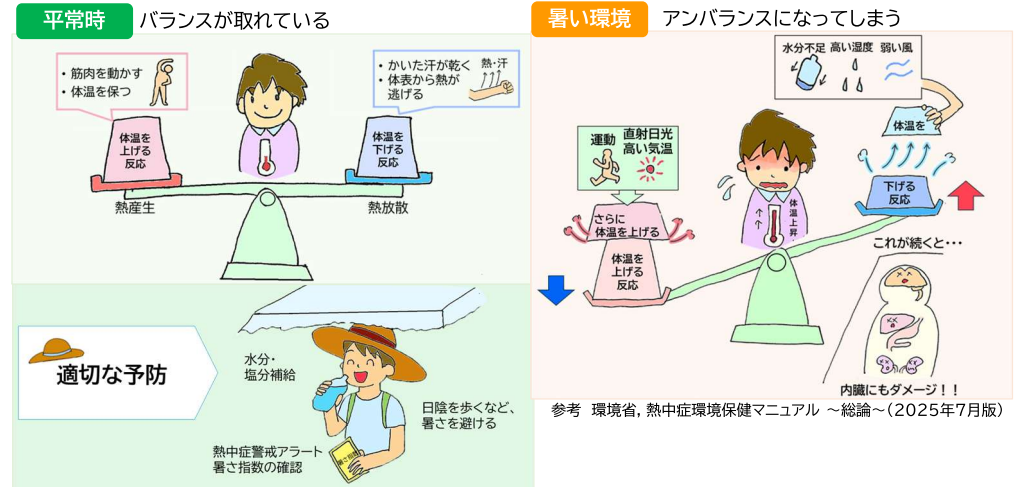 平常時
バランスが取れている
・筋肉を動かす
・体温を保つ
・かいた汗が乾く
・体表から熱が
逃げる
熱・汗
体温を
上げる
反応
体温を
下げる
反応
熱産生
熱放散
暑い環境
アンバランスになってしまう
水分不足 高い湿度 弱い風
運動
直射日光
高い気温
体温を
下げる
反応
さらに
体温を上げる
体温を
上げる
反応
体温上昇
これが続くと・・・
内臓にもダメージ！！
適切な予防
水分・
塩分補給
日陰を歩くなど、
暑さを避ける
熱中症警戒アラート
暑さ指数の確認
暑さ指数
参考 環境省, 熱中症環境保健マニュアル ～総論～（2025年7月版）